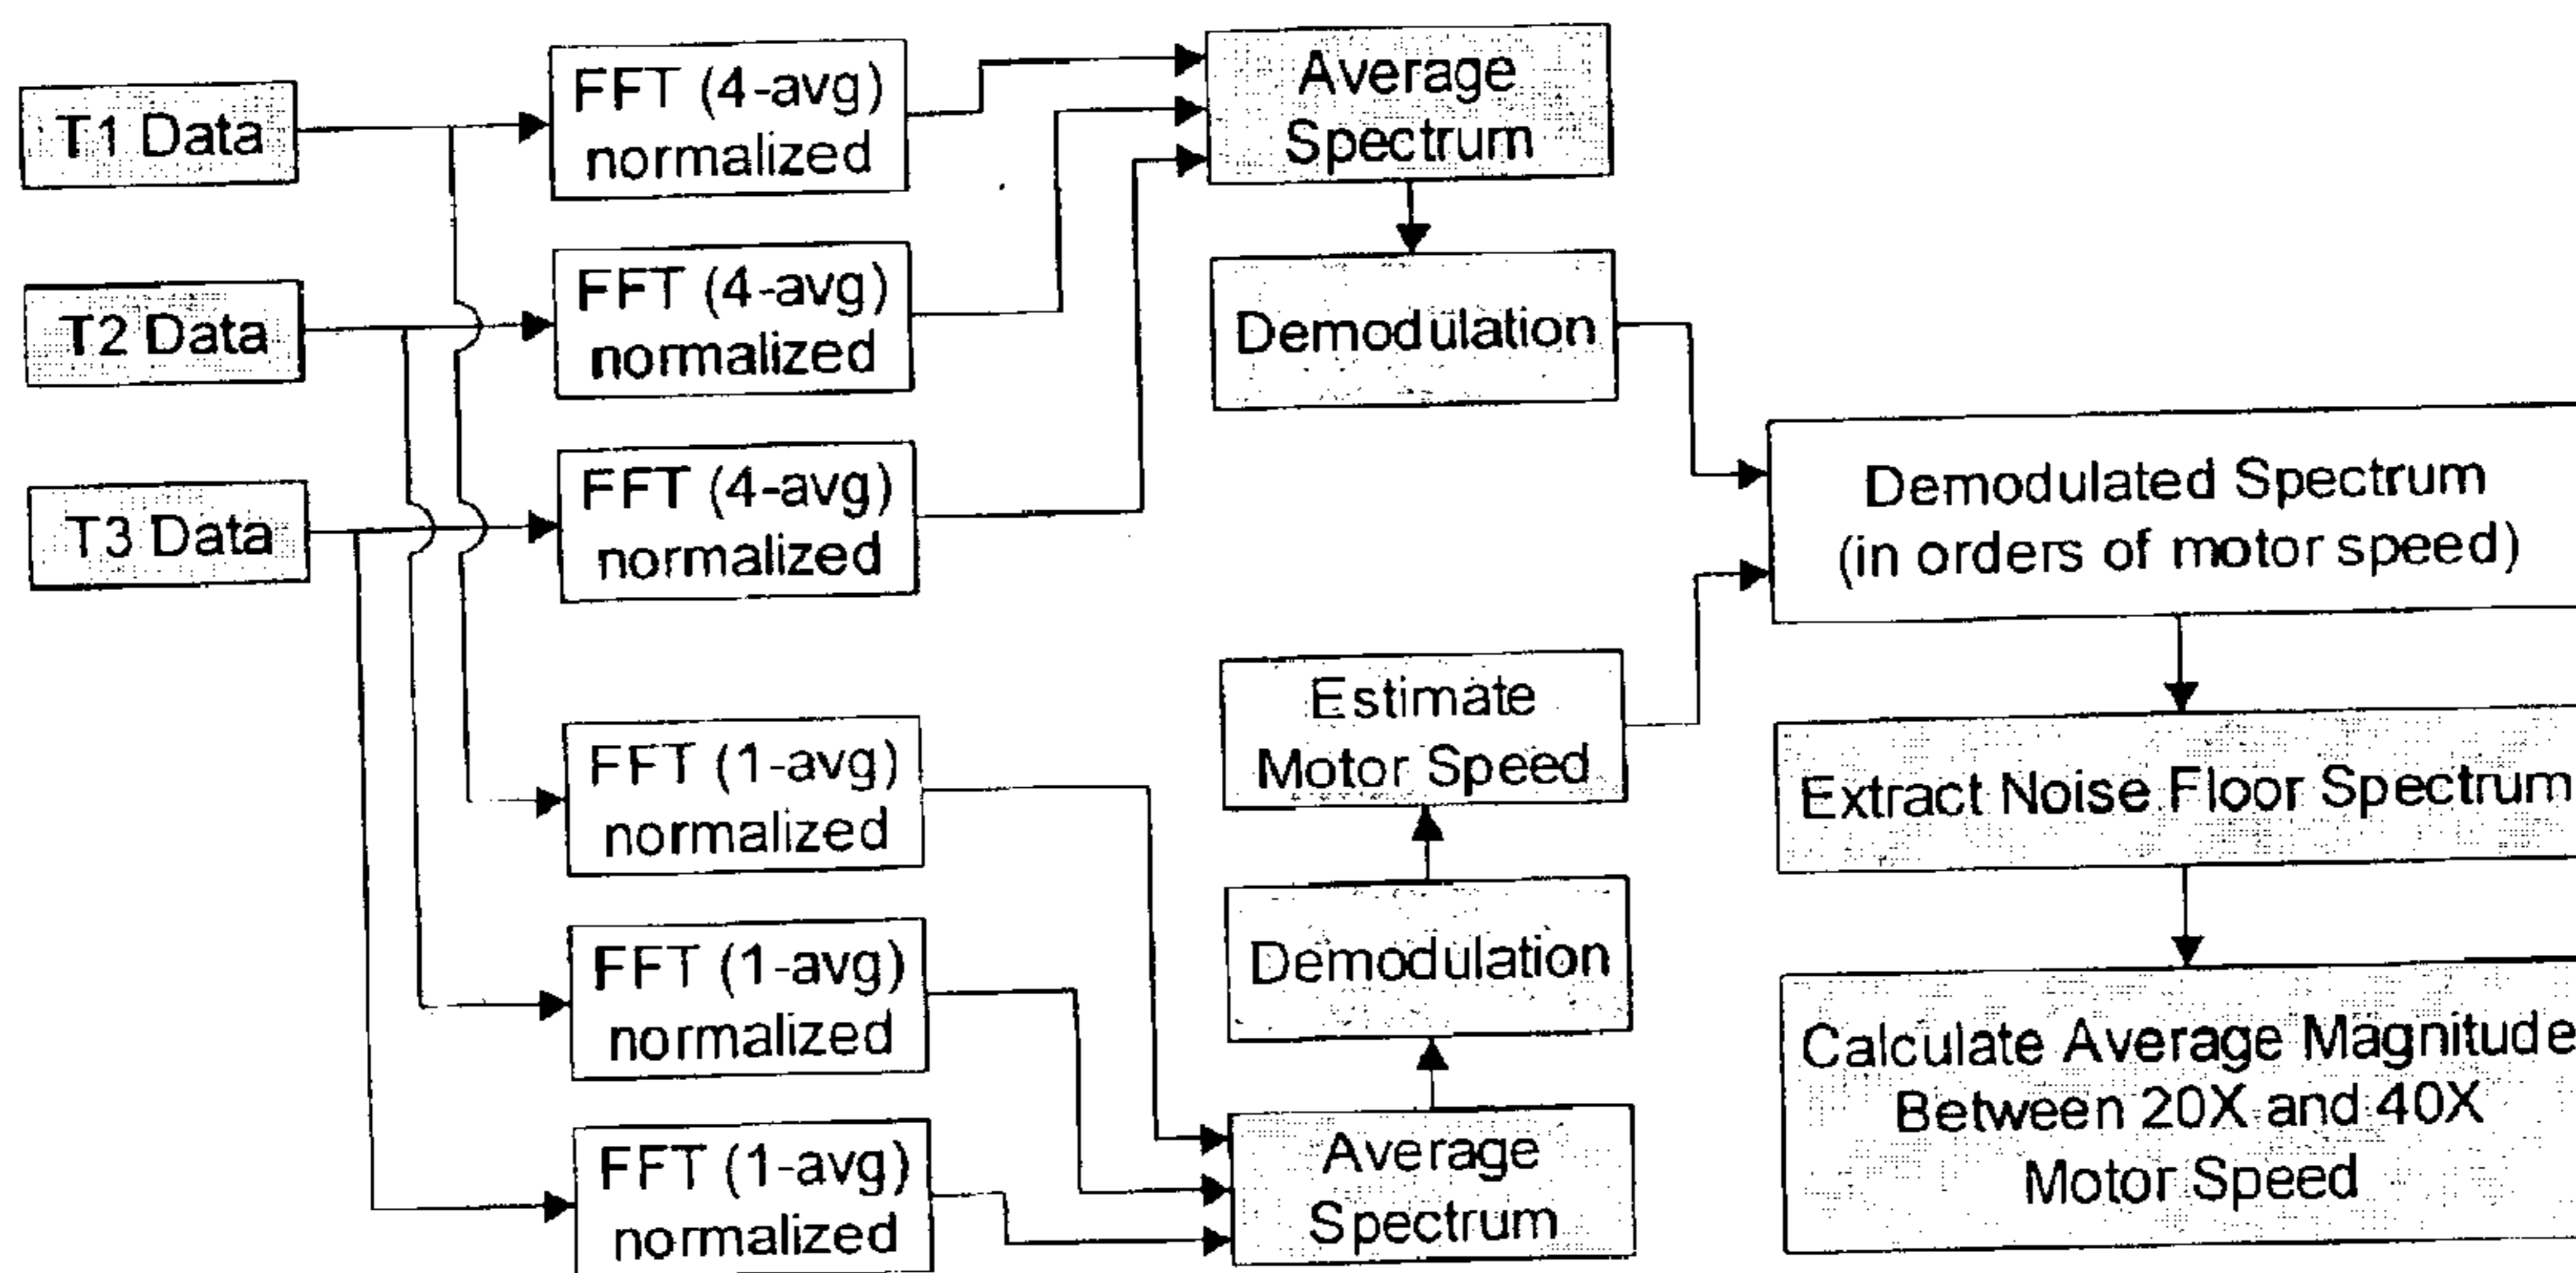 T1 Data
T2 Data
T3 Data
FFT (4-avg)
normalized
FFT (4-avg)
normalized
FFT (4-avg)
normalized
FFT (1-avg)
normalized
FFT (1-avg)
normalized
FFT (1-avg)
normalized
Average
Spectrum
Demodulation
Estimate
Motor Speed
Demodulation
Average
Spectrum
Demodulated Spectrum
(in orders of motor speed)
Extract Noise Floor Spectrum
Calculate Average Magnitude
Between 20X and 40X
Motor Speed